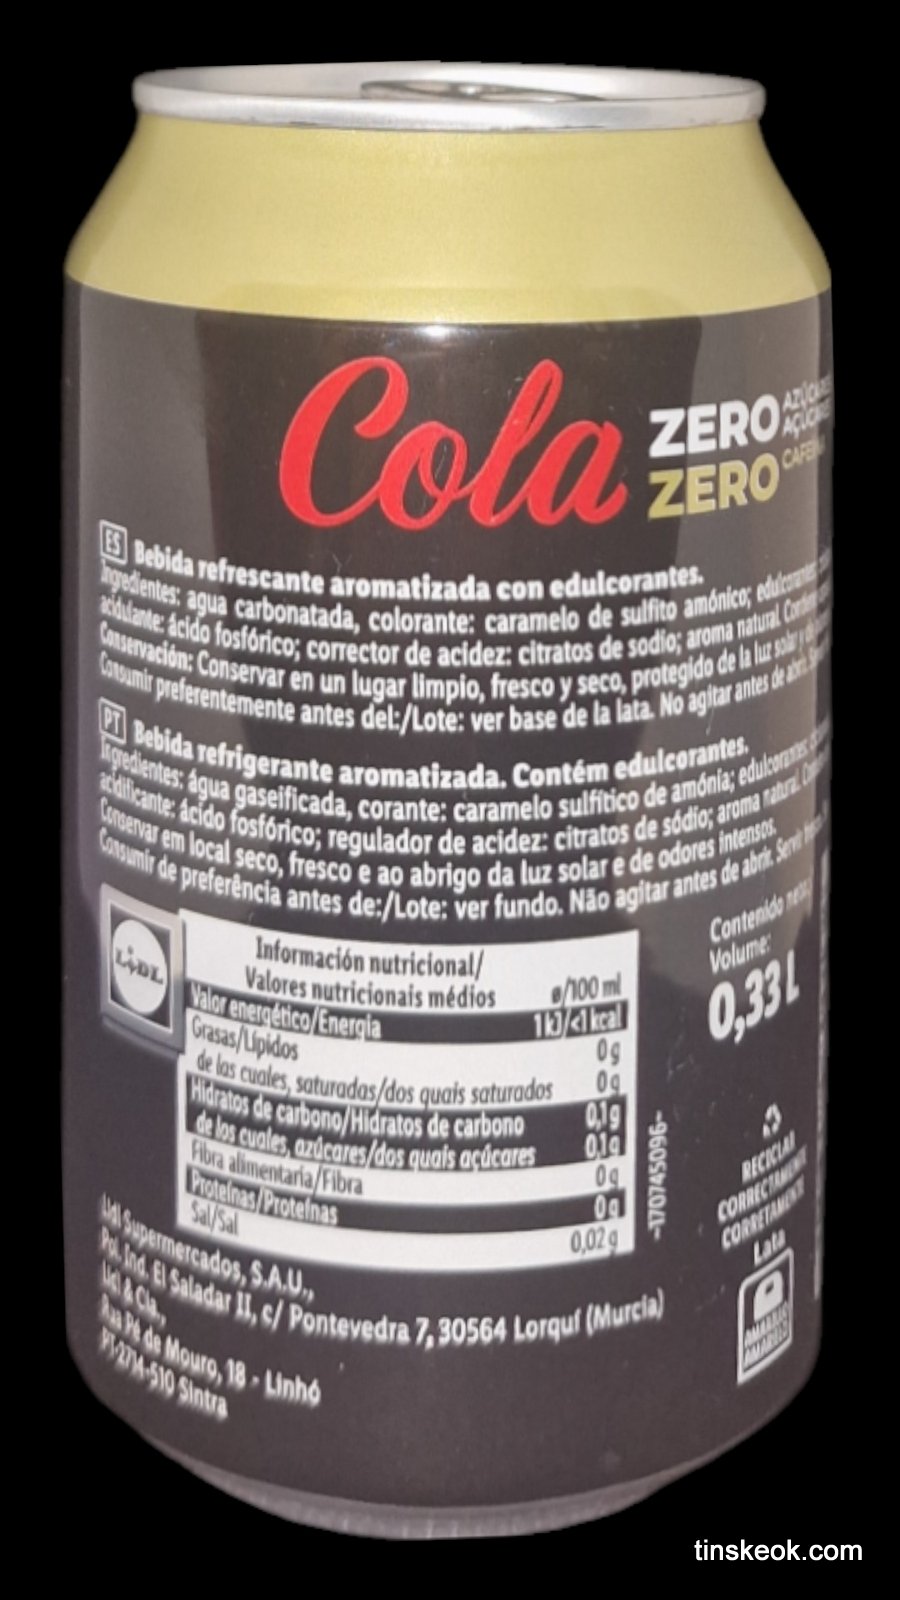 Cola
ZERO
ZERO
ES Bebida refrescante aromatizada con edulcorantes.
Ingredientes: agua carbonatada, colorante: caramelo de sulfito amónico;
acidulante: ácido fosfórico; corrector de acidez: citratos de sodio; aroma natural.
Conservación: Conservar en un lugar limpio, fresco y seco, protegido de la luz solar
Consumir preferentemente antes del:/Lote: ver base de la lata. No agitar antes de abrir.
PT Bebida refrigerante aromatizada. Contém edulcorantes.
Ingredientes: água gaseificada, corante: caramelo sulfítico de amónia;
acidificante: ácido fosfórico; regulador de acidez: citratos de sódio; aroma natural.
Conservar em local seco, fresco e ao abrigo da luz solar e de odores intensos.
Consumir de preferência antes de:/Lote: ver fundo. Não agitar antes de abrir. Servir
LiDL
Información nutricional/
Valores nutricionais médios ø/100 ml
Valor energético/Energia 1 kJ/<1 kcal
Grasas/Lípidos 0 g
de las cuales, saturadas/dos quais saturados 0 g
Hidratos de carbono/Hidratos de carbono 0,1 g
de los cuales, azúcares/dos quais açúcares 0,1 g
Fibra alimentaria/Fibra 0 g
Proteínas/Proteínas 0 g
Sal/Sal 0,02 g
-170745096-
Contenido
Volume:
0,33 L
RECICLAR
CORRECTAMENTE
CORRETAMENTE
Lata
AMARILLO
AMARELO
Lidl Supermercados, S.A.U.,
Pol. Ind. El Saladar II, c/ Pontevedra 7, 30564 Lorquí (Murcia)
Lidl & Cia.,
Rua Pé de Mouro, 18 - Linhó
PT-2714-510 Sintra
tinskeok.com